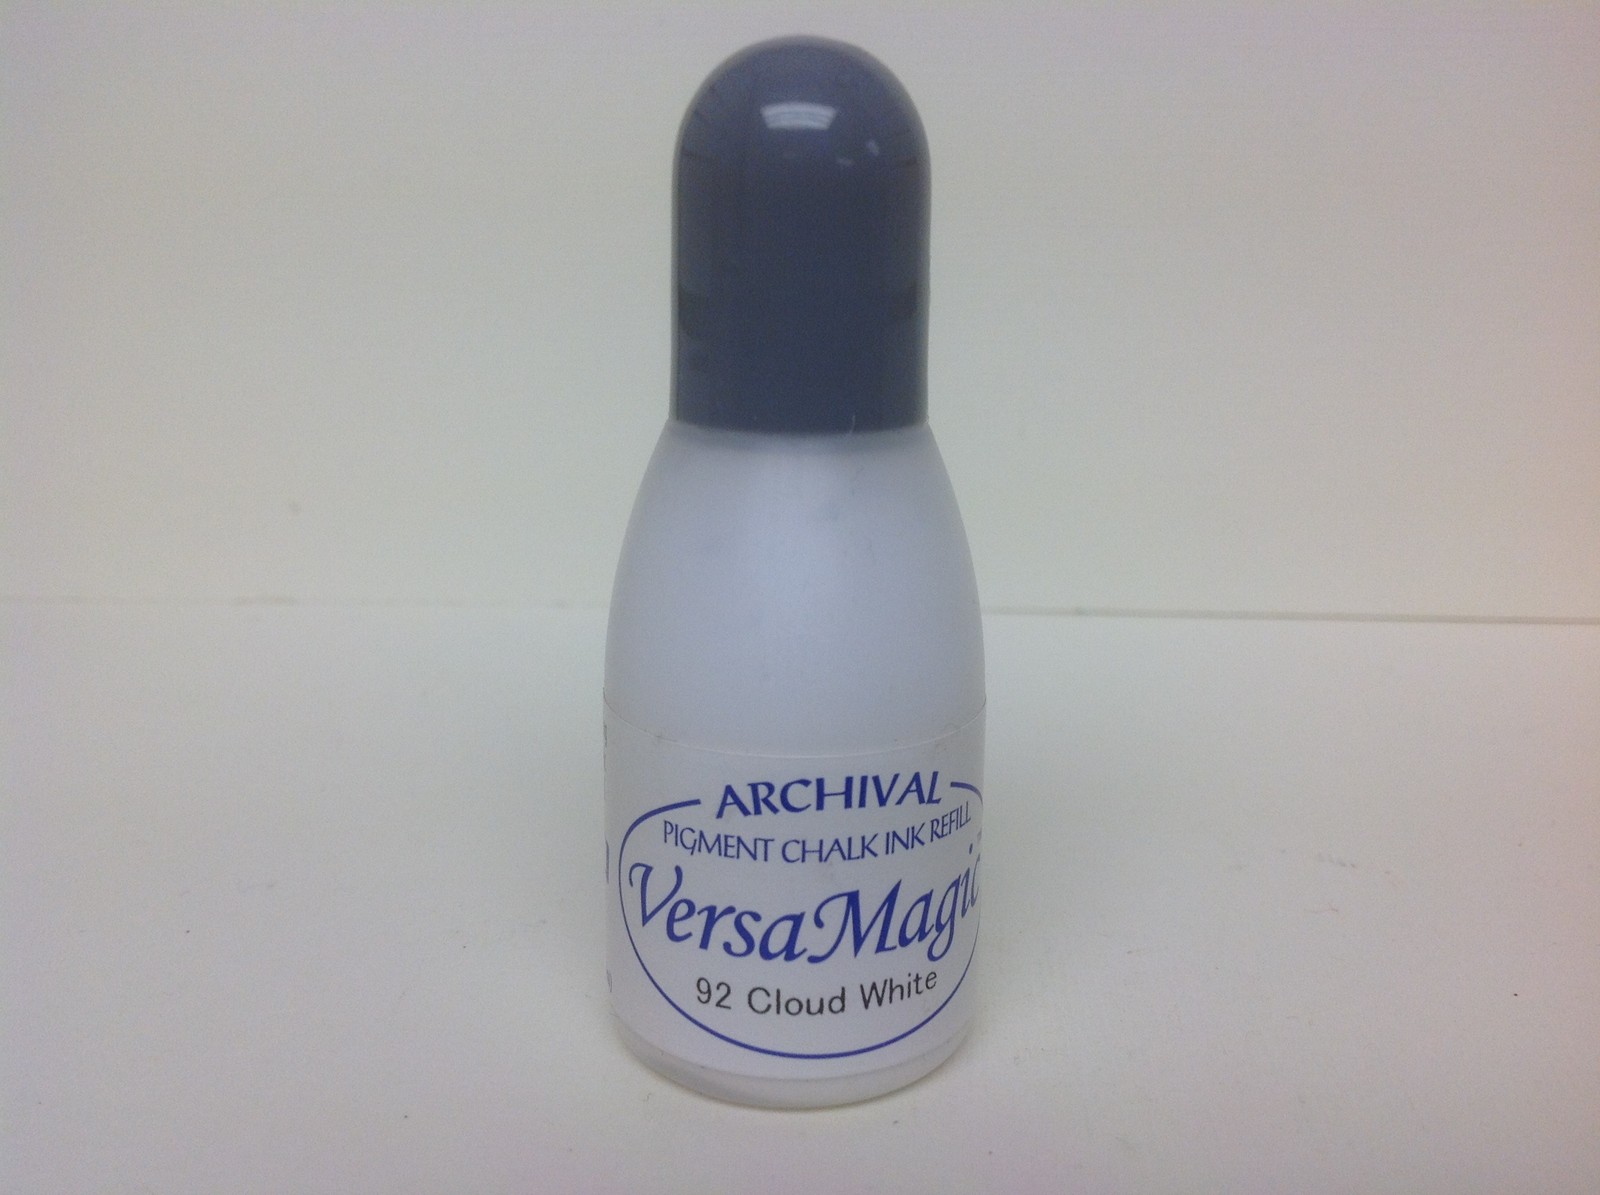 ARCHIVAL
PIGMENT CHALK INK REFILL
VersaMagic
92 Cloud White